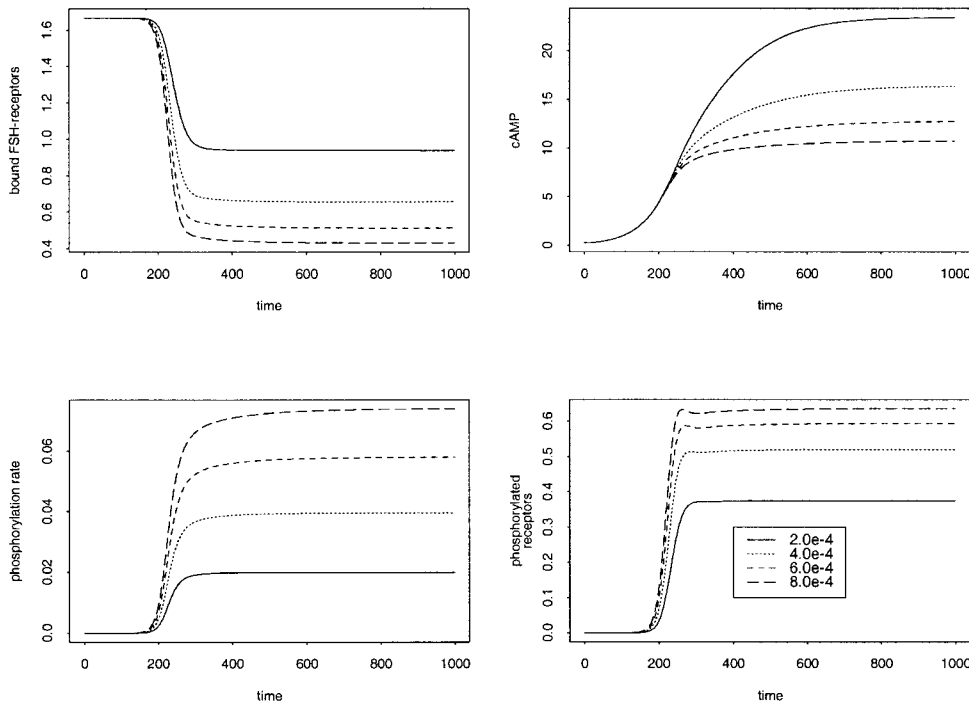 bound FSH-receptors
1.6
1.4
1.2
1.0
0.8
0.6
0.4
0 200 400 600 800 1000
time
cAMP
20
15
10
5
0
0 200 400 600 800 1000
time
phosphorylation rate
0.06
0.04
0.02
0.0
0 200 400 600 800 1000
time
phosphorylated
receptors
0.6
0.5
0.4
0.3
0.2
0.1
0.0
2.0e-4
4.0e-4
6.0e-4
8.0e-4
0 200 400 600 800 1000
time